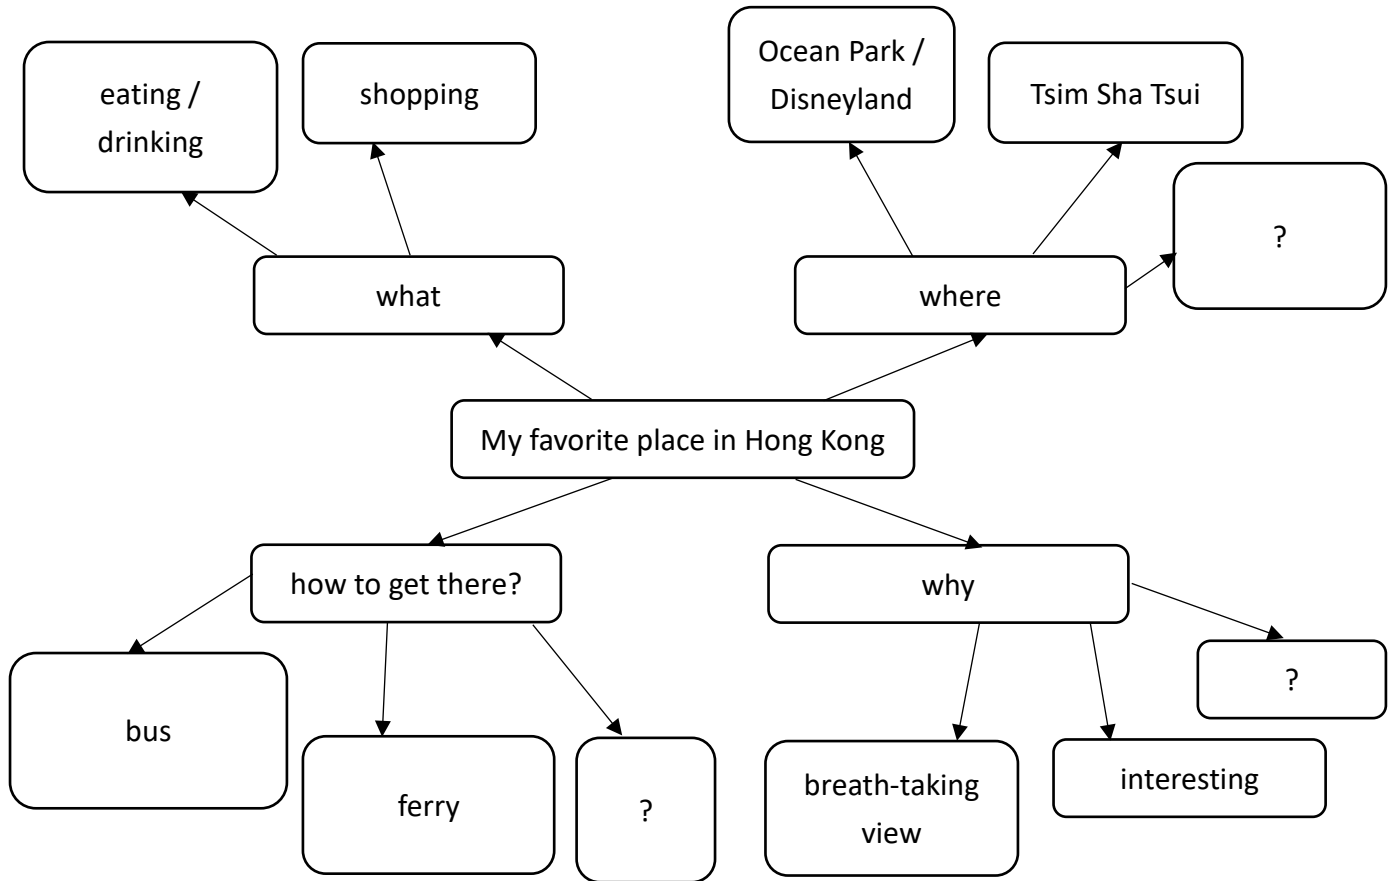 eating /
drinking
shopping
Ocean Park /
Disneyland
Tsim Sha Tsui
?
what
where
My favorite place in Hong Kong
how to get there?
why
bus
ferry
?
breath-taking
view
interesting
?